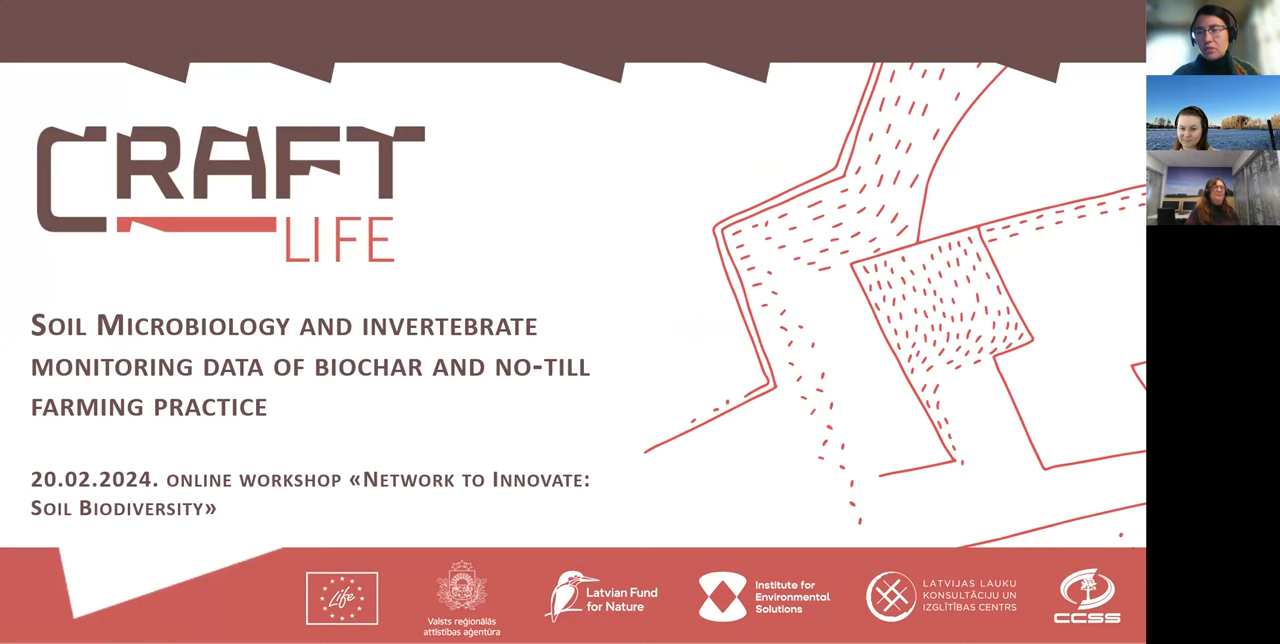 CRAFT
LIFE
Soil Microbiology and invertebrate
monitoring data of biochar and no-till
farming practice
20.02.2024. online workshop «Network to Innovate:
Soil Biodiversity»
Life
Valsts reģionālās
attīstības aģentūra
Latvian Fund
for Nature
Institute for
Environmental
Solutions
LATVIJAS LAUKU
KONSULTĀCIJU UN
IZGLĪTĪBAS CENTRS
CCSS